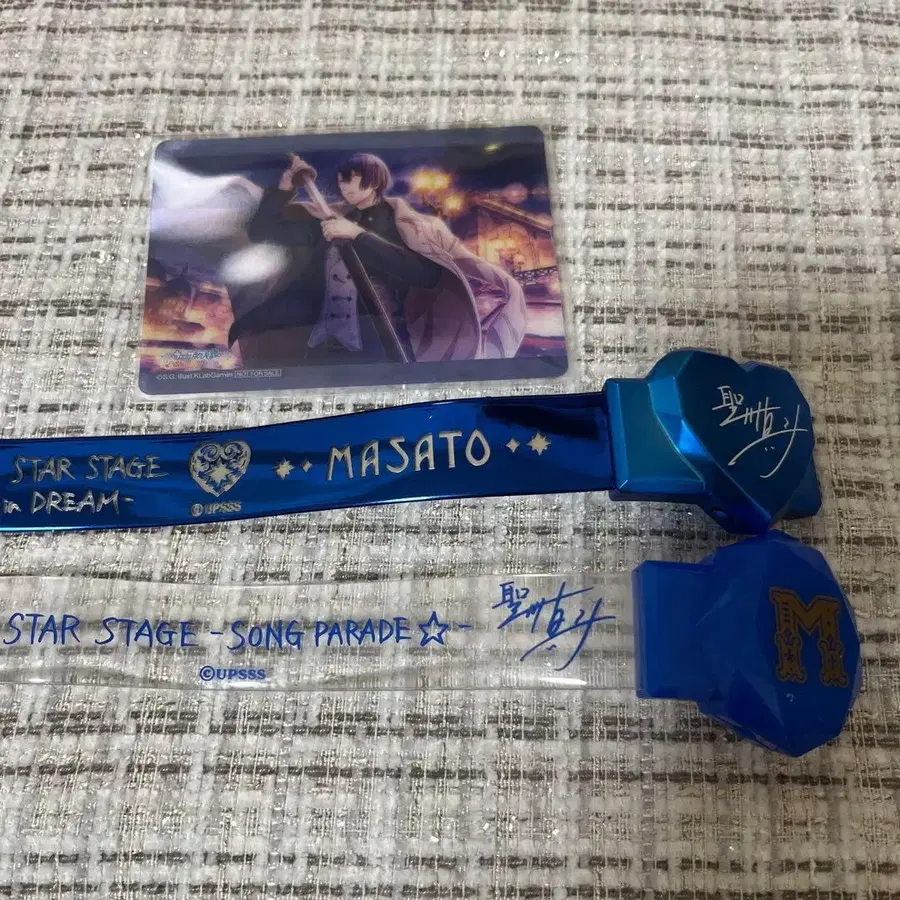 ©S.G. illust.KLabGames NOT FOR SALE
STAR STAGE
in DREAM-
©UPSSS
MASATO
聖川真斗
STAR STAGE -SONG PARADE☆-
©UPSSS
聖川真斗
M